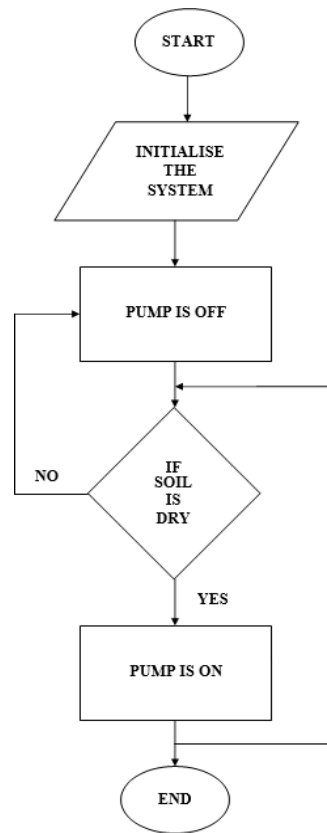 START
INITIALISE
THE
SYSTEM
PUMP IS OFF
IF
SOIL
IS
DRY
NO
YES
PUMP IS ON
END